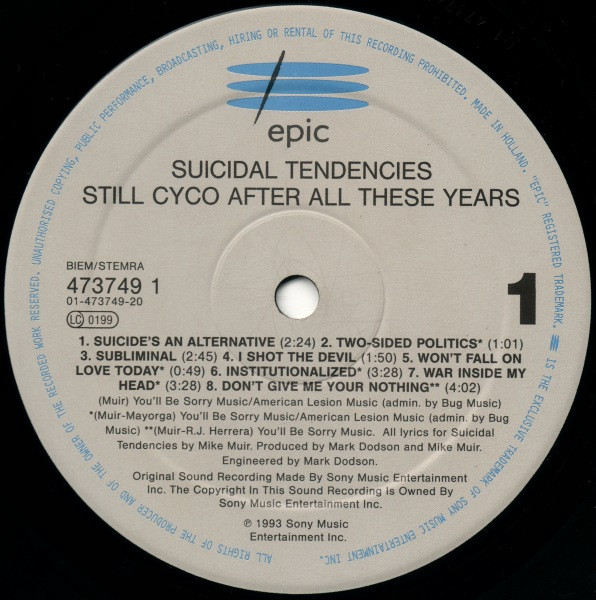 epic
SUICIDAL TENDENCIES
STILL CYCO AFTER ALL THESE YEARS
BIEM/STEMRA
473749 1
01-473749-20
LC 0199
1
1. SUICIDE'S AN ALTERNATIVE (2:24) 2. TWO-SIDED POLITICS* (1:01)
3. SUBLIMINAL (2:45) 4. I SHOT THE DEVIL (1:50) 5. WON'T FALL ON
LOVE TODAY* (0:49) 6. INSTITUTIONALIZED* (3:28) 7. WAR INSIDE MY
HEAD* (3:28) 8. DON'T GIVE ME YOUR NOTHING** (4:02)
(Muir) You'll Be Sorry Music/American Lesion Music (admin. by Bug Music)
*(Muir-Mayorga) You'll Be Sorry Music/American Lesion Music (admin. by Bug
Music) **(Muir-R.J. Herrera) You'll Be Sorry Music. All lyrics for Suicidal
Tendencies by Mike Muir. Produced by Mark Dodson and Mike Muir.
Engineered by Mark Dodson.
Original Sound Recording Made By Sony Music Entertainment
Inc. The Copyright In This Sound Recording is Owned By
Sony Music Entertainment Inc.
℗ 1993 Sony Music
Entertainment Inc.
ALL RIGHTS OF THE PRODUCER AND OF THE OWNER OF THE RECORDED WORK RESERVED. UNAUTHORISED COPYING, PUBLIC PERFORMANCE, BROADCASTING, HIRING OR RENTAL OF THIS RECORDING PROHIBITED. MADE IN HOLLAND. "EPIC" REGISTERED TRADEMARK. IS THE EXCLUSIVE TRADEMARK OF SONY MUSIC ENTERTAINMENT INC.